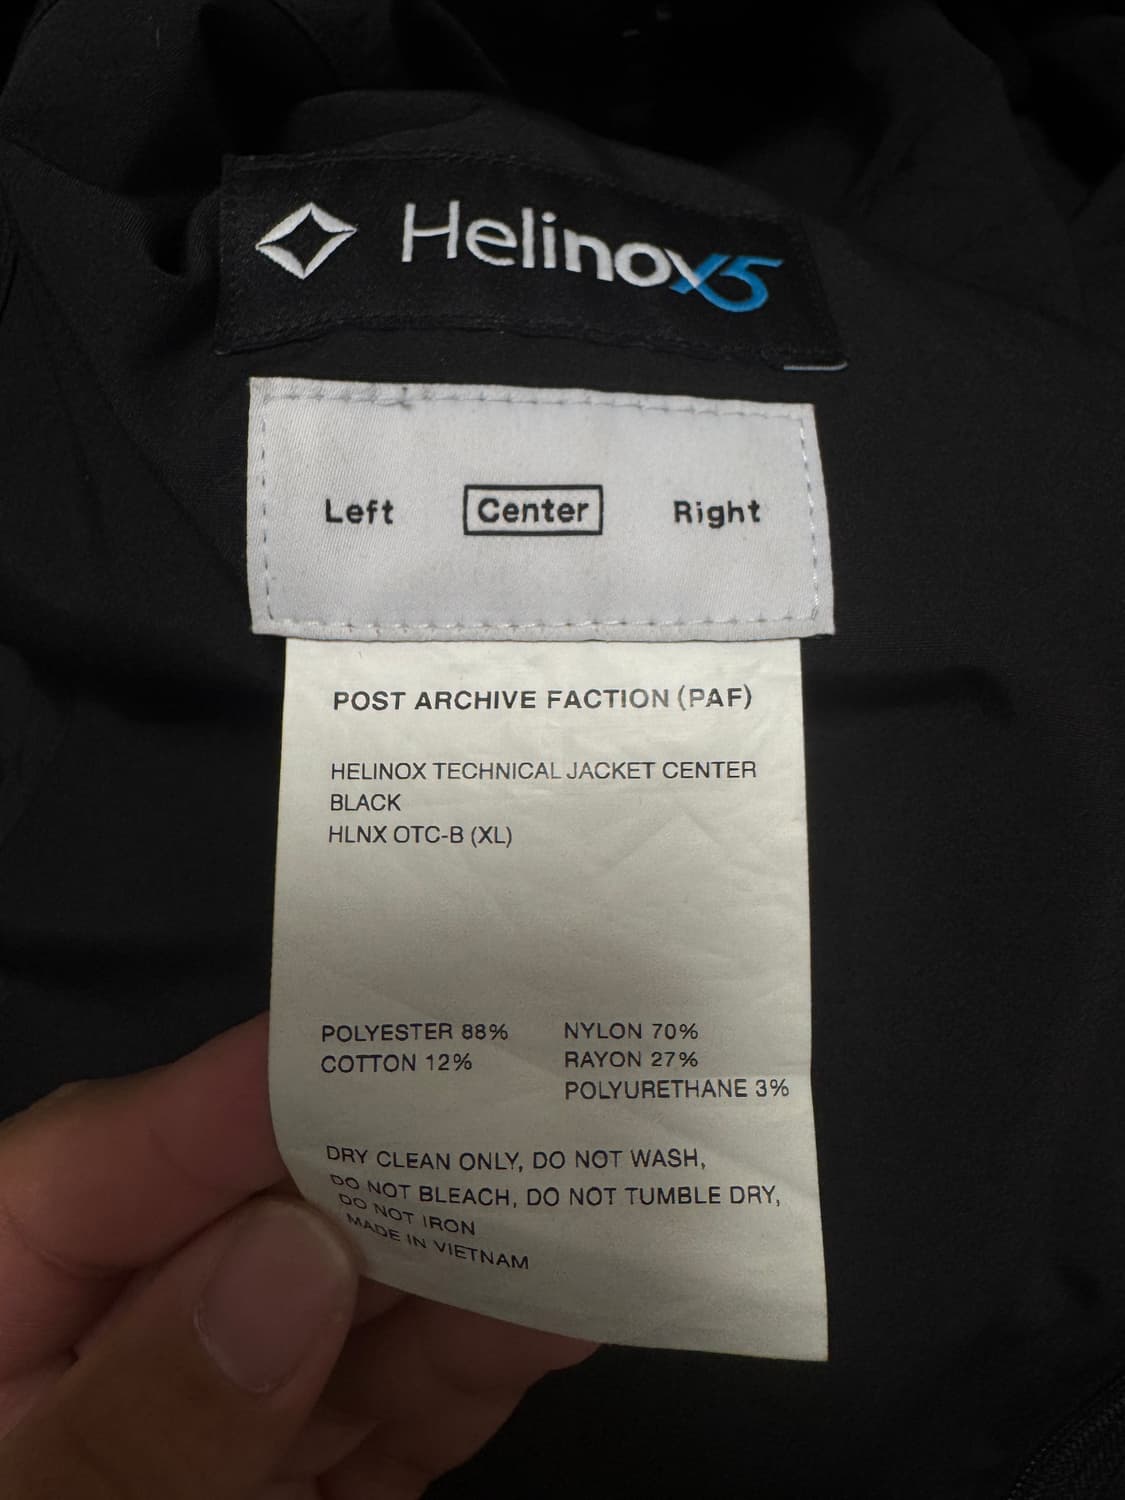 Helinox5
Left Center Right
POST ARCHIVE FACTION (PAF)
HELINOX TECHNICAL JACKET CENTER
BLACK
HLNX OTC-B (XL)
POLYESTER 88% NYLON 70%
COTTON 12% RAYON 27%
POLYURETHANE 3%
DRY CLEAN ONLY, DO NOT WASH,
DO NOT BLEACH, DO NOT TUMBLE DRY,
DO NOT IRON
MADE IN VIETNAM